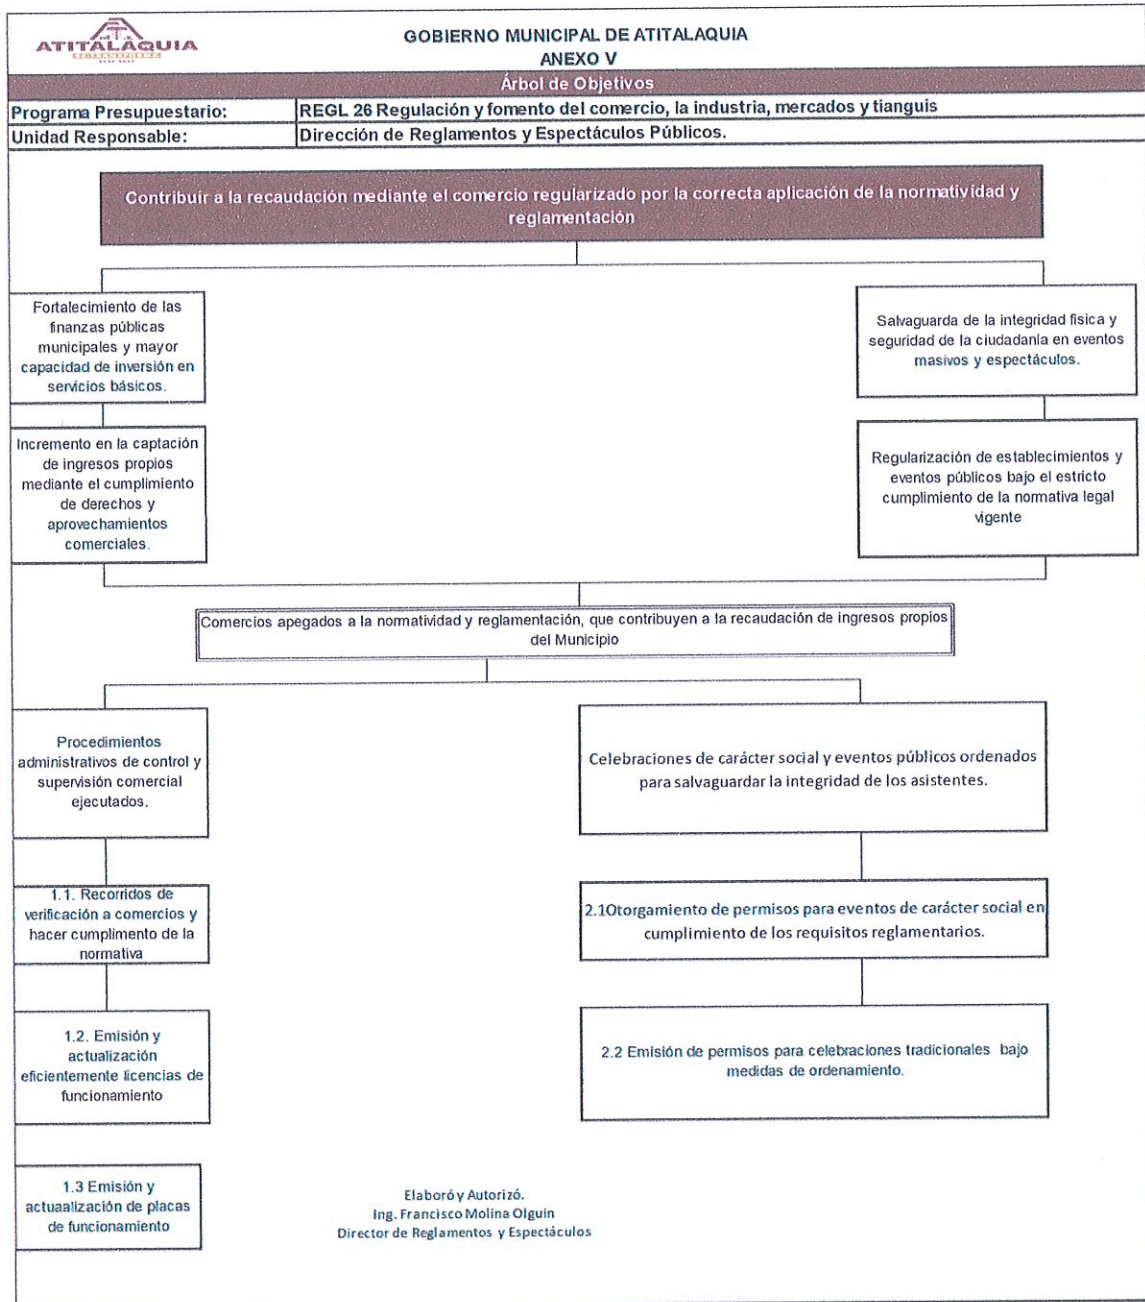 ATITALAQUIA
GOBIERNO MUNICIPAL DE ATITALAQUIA
ANEXO V
Árbol de Objetivos
Programa Presupuestario:
REGL 26 Regulación y fomento del comercio, la industria, mercados y tianguis
Unidad Responsable:
Dirección de Reglamentos y Espectáculos Públicos.
Contribuir a la recaudación mediante el comercio regularizado por la correcta aplicación de la normatividad y
reglamentación
Fortalecimiento de las
finanzas públicas
municipales y mayor
capacidad de inversión en
servicios básicos.
Salvaguarda de la integridad física y
seguridad de la ciudadanía en eventos
masivos y espectáculos.
Incremento en la captación
de ingresos propios
mediante el cumplimiento
de derechos y
aprovechamientos
comerciales.
Regularización de establecimientos y
eventos públicos bajo el estricto
cumplimiento de la normativa legal
vigente
Comercios apegados a la normatividad y reglamentación, que contribuyen a la recaudación de ingresos propios
del Municipio
Procedimientos
administrativos de control y
supervisión comercial
ejecutados.
Celebraciones de carácter social y eventos públicos ordenados
para salvaguardar la integridad de los asistentes.
1.1. Recorridos de
verificación a comercios y
hacer cumplimento de la
normativa
2.1Otorgamiento de permisos para eventos de carácter social en
cumplimiento de los requisitos reglamentarios.
1.2. Emisión y
actualización
eficientemente licencias de
funcionamiento
2.2 Emisión de permisos para celebraciones tradicionales bajo
medidas de ordenamiento.
1.3 Emisión y
actuaalización de placas
de funcionamiento
Elaboró y Autorizó.
Ing. Francisco Molina Olguin
Director de Reglamentos y Espectáculos